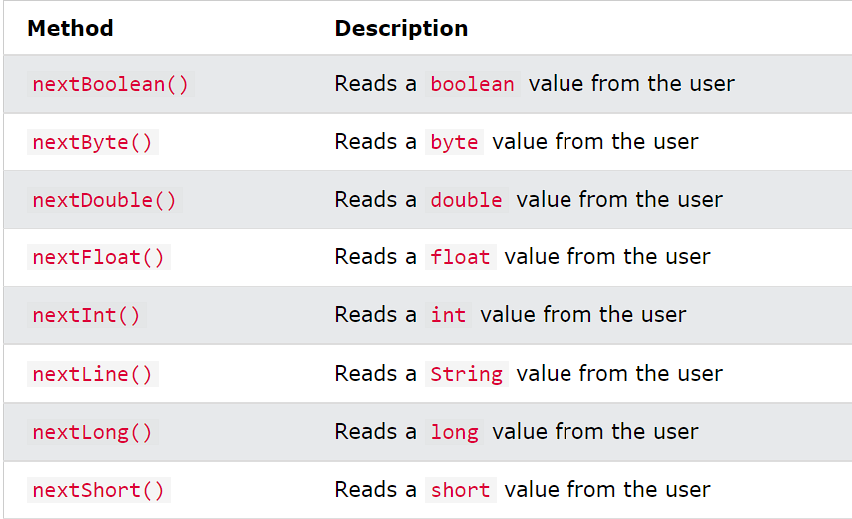 Method Description
nextBoolean() Reads a boolean value from the user
nextByte() Reads a byte value from the user
nextDouble() Reads a double value from the user
nextFloat() Reads a float value from the user
nextInt() Reads a int value from the user
nextLine() Reads a String value from the user
nextLong() Reads a long value from the user
nextShort() Reads a short value from the user